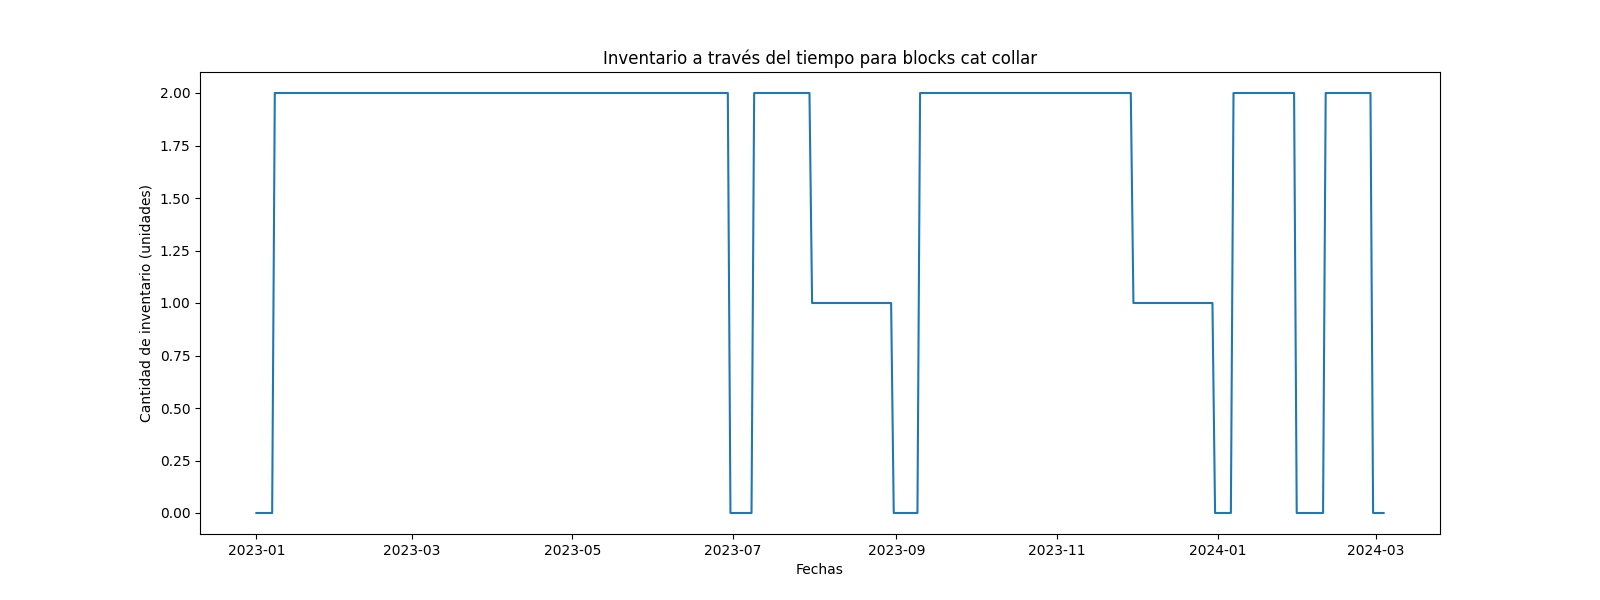 Inventario a través del tiempo para blocks cat collar
Cantidad de inventario (unidades)
2.00
1.75
1.50
1.25
1.00
0.75
0.50
0.25
0.00
2023-01 2023-03 2023-05 2023-07 2023-09 2023-11 2024-01 2024-03
Fechas